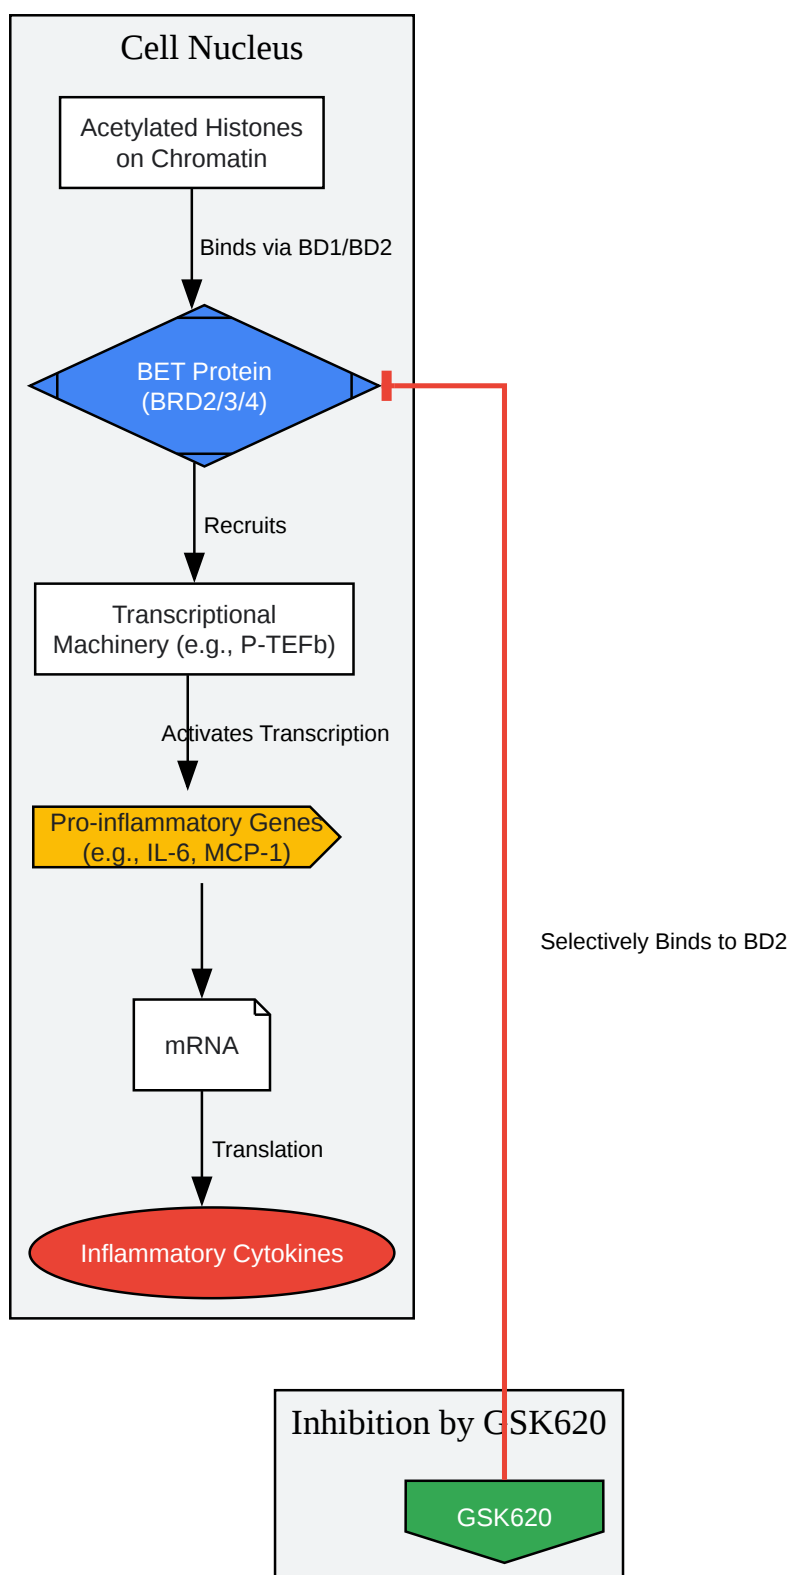 Cell Nucleus
Acetylated Histones
on Chromatin
Binds via BD1/BD2
BET Protein
(BRD2/3/4)
Recruits
Transcriptional
Machinery (e.g., P-TEFb)
Activates Transcription
Pro-inflammatory Genes
(e.g., IL-6, MCP-1)
Selectively Binds to BD2
mRNA
Translation
Inflammatory Cytokines
Inhibition by GSK620
GSK620